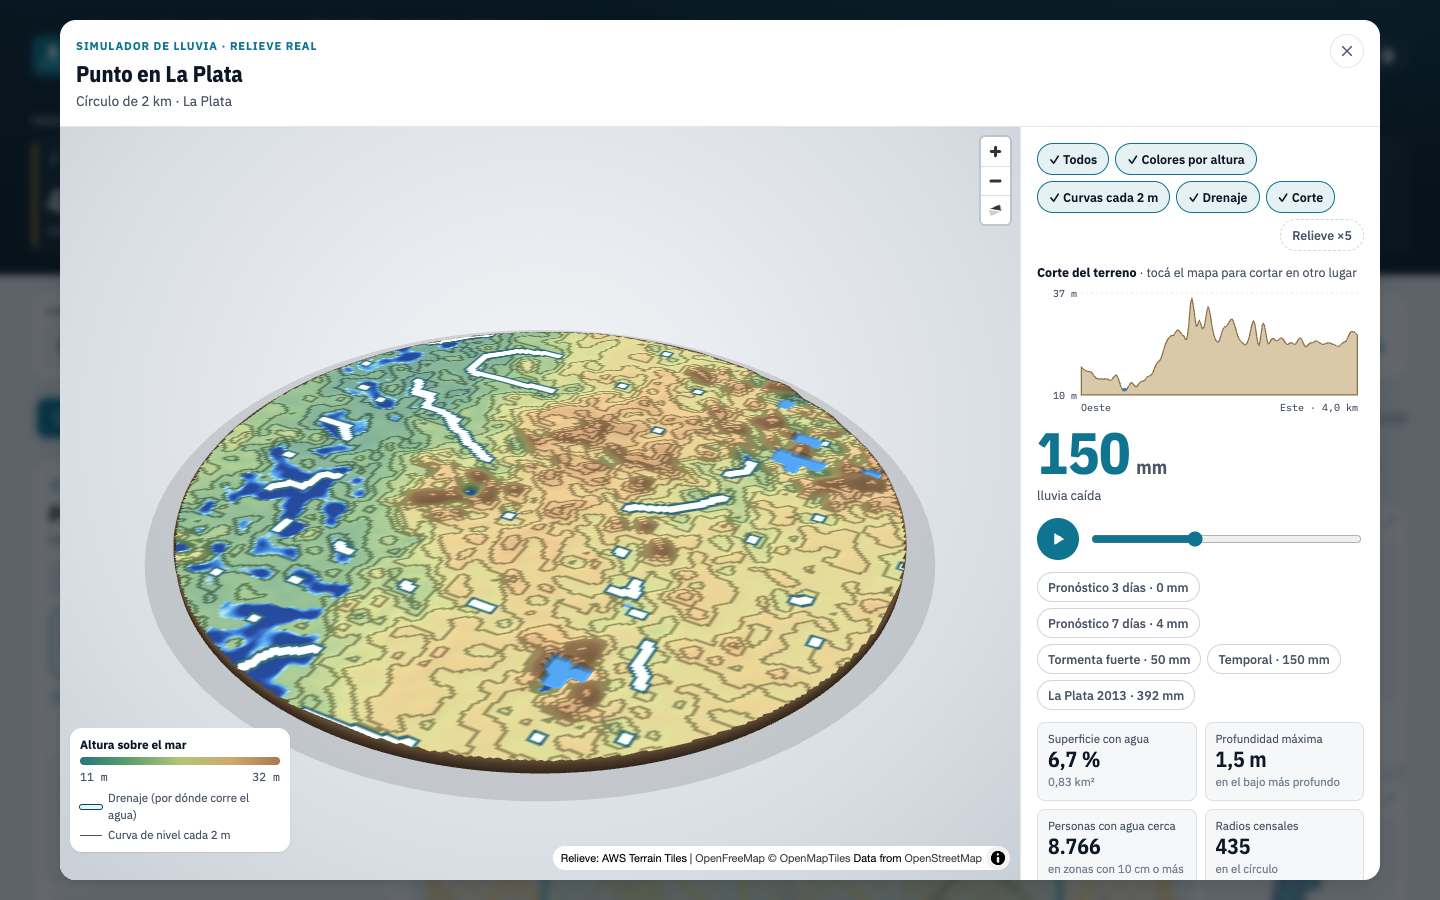 SIMULADOR DE LLUVIA · RELIEVE REAL
Punto en La Plata
Círculo de 2 km · La Plata
✓ Todos
✓ Colores por altura
✓ Curvas cada 2 m
✓ Drenaje
✓ Corte
Relieve ×5
Corte del terreno · tocá el mapa para cortar en otro lugar
37 m
10 m
Oeste
Este · 4,0 km
150 mm
lluvia caída
Pronóstico 3 días · 0 mm
Pronóstico 7 días · 4 mm
Tormenta fuerte · 50 mm
Temporal · 150 mm
La Plata 2013 · 392 mm
Superficie con agua
6,7 %
0,83 km²
Profundidad máxima
1,5 m
en el bajo más profundo
Personas con agua cerca
8.766
en zonas con 10 cm o más
Radios censales
435
en el círculo
Altura sobre el mar
11 m
32 m
Drenaje (por dónde corre el
agua)
Curva de nivel cada 2 m
Relieve: AWS Terrain Tiles | OpenFreeMap © OpenMapTiles Data from OpenStreetMap